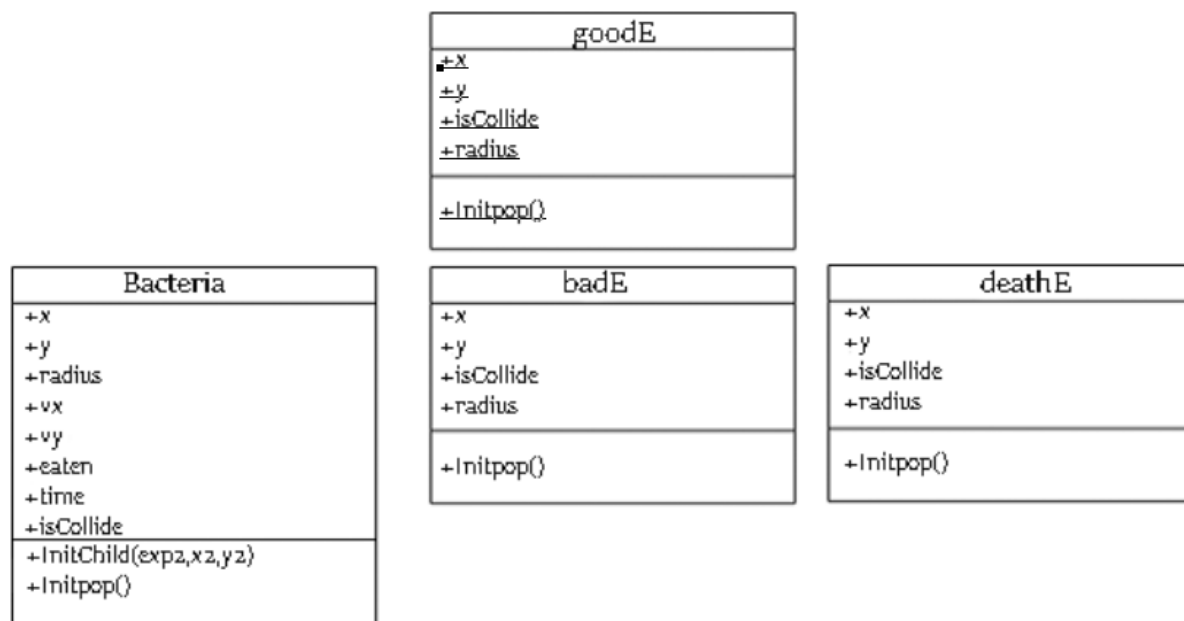 goodE
+x
+y
+isCollide
+radius
+Initpop()
Bacteria
+x
+y
+radius
+vx
+vy
+eaten
+time
+isCollide
+InitChild(exp2,x2,y2)
+Initpop()
badE
+x
+y
+isCollide
+radius
+Initpop()
deathE
+x
+y
+isCollide
+radius
+Initpop()